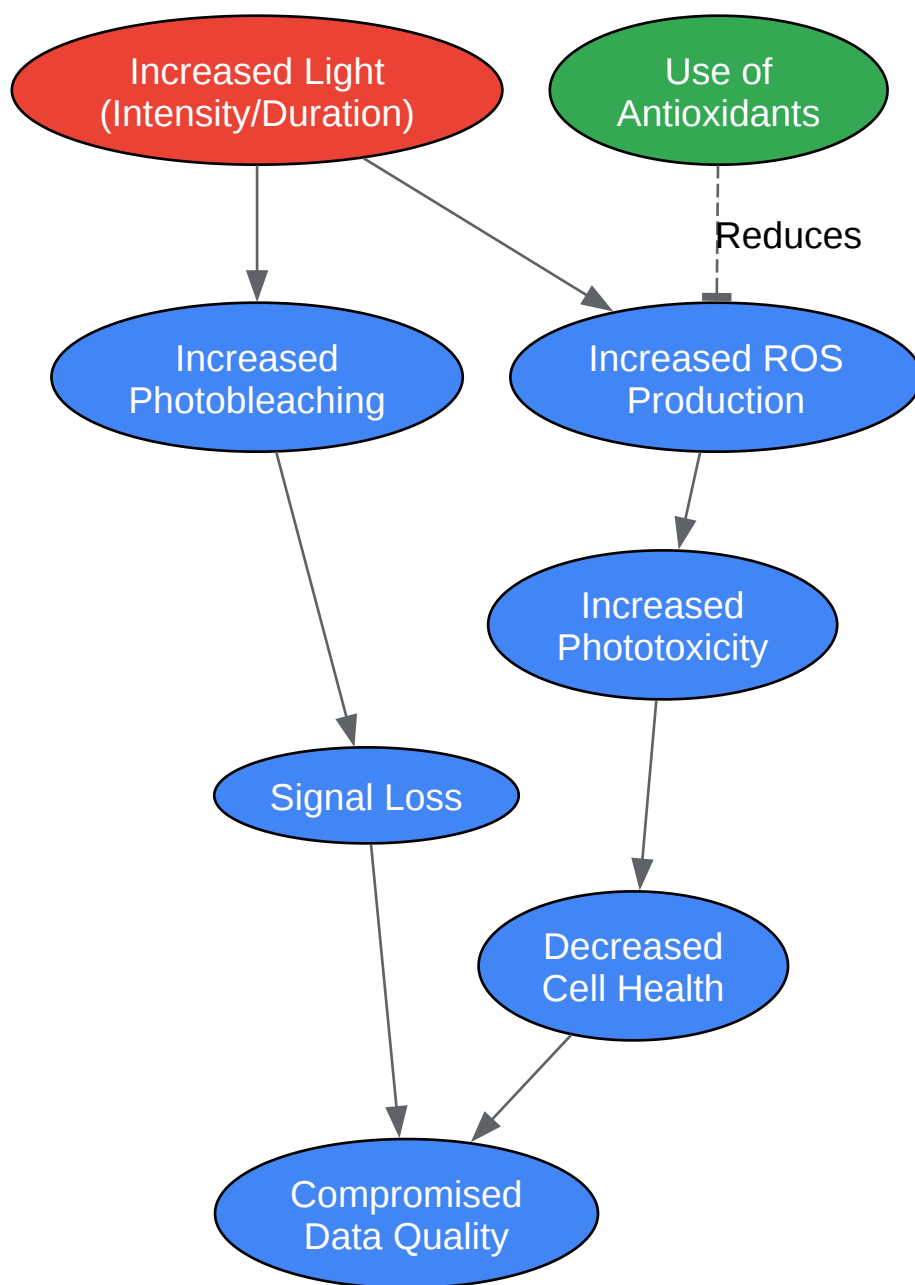 Increased Light
(Intensity/Duration)
Use of
Antioxidants
Reduces
Increased
Photobleaching
Increased ROS
Production
Increased
Phototoxicity
Signal Loss
Decreased
Cell Health
Compromised
Data Quality